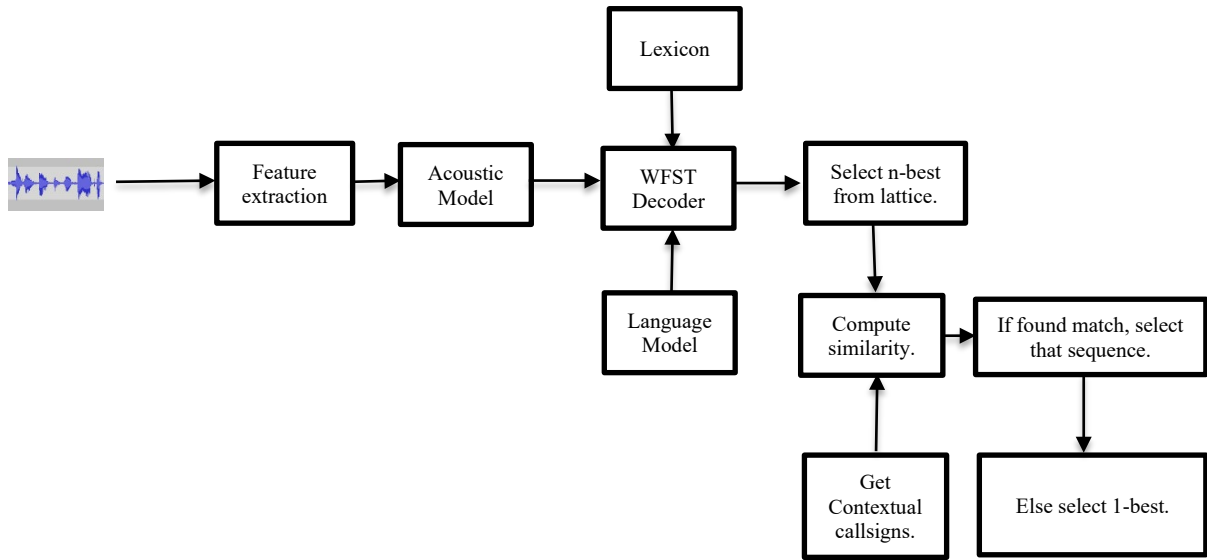 Lexicon
Feature
extraction
Acoustic
Model
WFST
Decoder
Select n-best
from lattice.
Language
Model
Compute
similarity.
If found match, select
that sequence.
Get
Contextual
callsigns.
Else select 1-best.